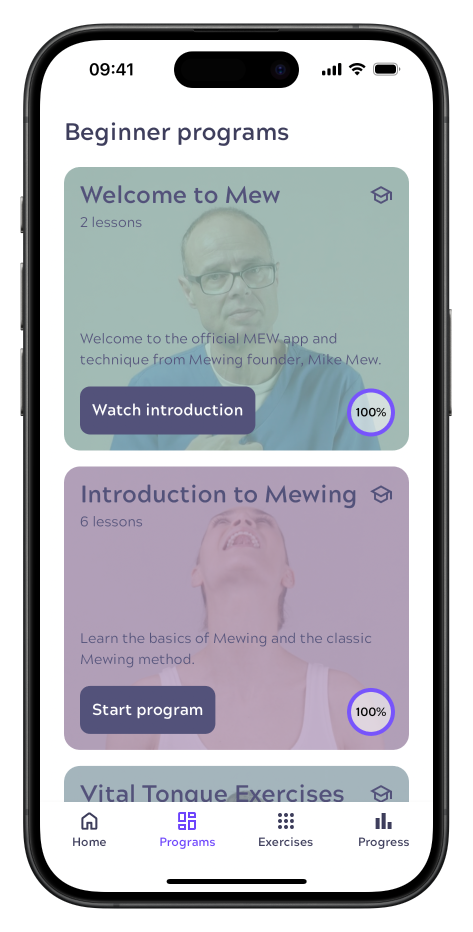 09:41
Beginner programs
Welcome to Mew
2 lessons
Welcome to the official MEW app and
technique from Mewing founder, Mike Mew.
Watch introduction
100%
Introduction to Mewing
6 lessons
Learn the basics of Mewing and the classic
Mewing method.
Start program
100%
Vital Tongue Exercises
Home
Programs
Exercises
Progress